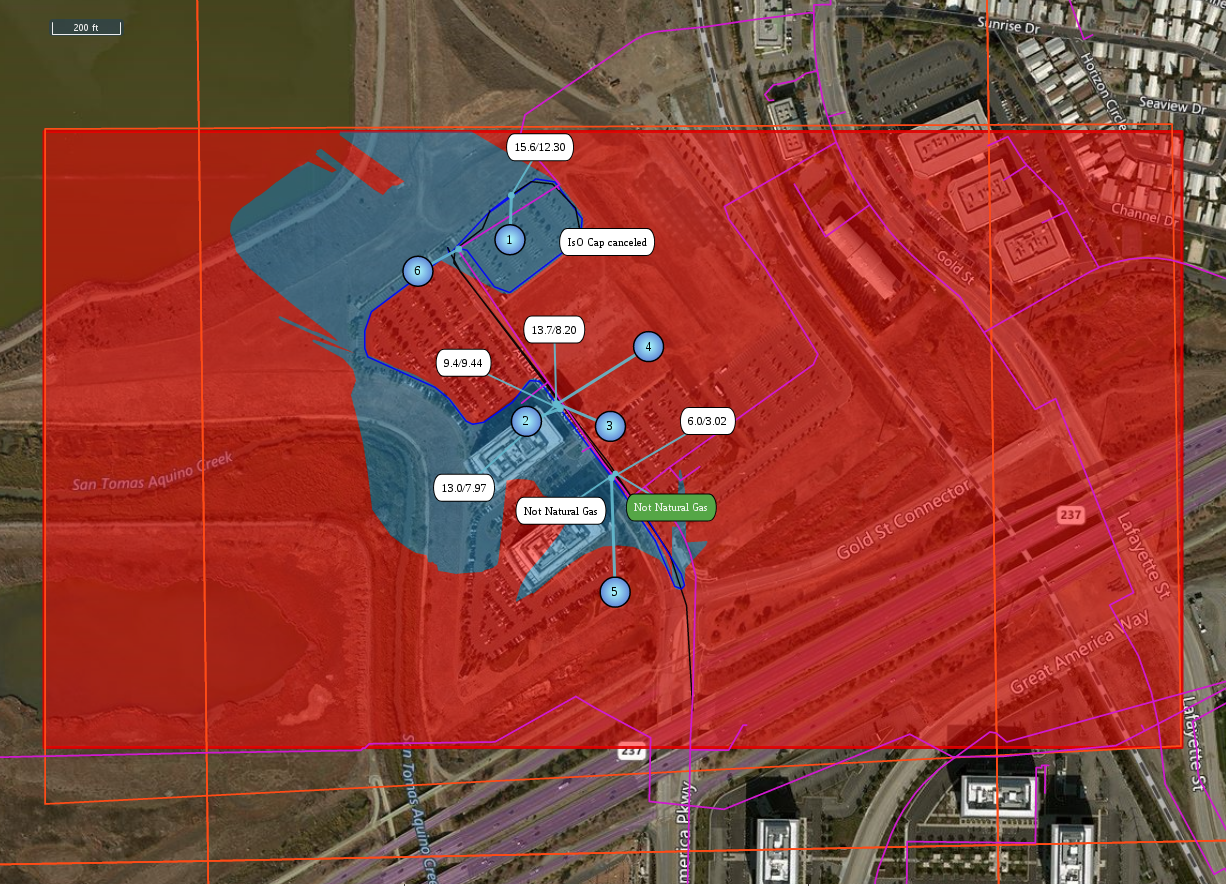 200 ft
Sunrise Dr
Horizon Circle
Seaview Dr
15.6/12.30
Channel Dr
1
IsO Cap canceled
Gold St
6
13.7/8.20
4
9.4/9.44
2
3
6.0/3.02
San Tomas Aquino Creek
13.0/7.97
Not Natural Gas
Not Natural Gas
Gold St Connector
237
Lafayette St
5
Great America Way
Lafayette St
237
San Tomas Aquino Cree
merica Pkwy